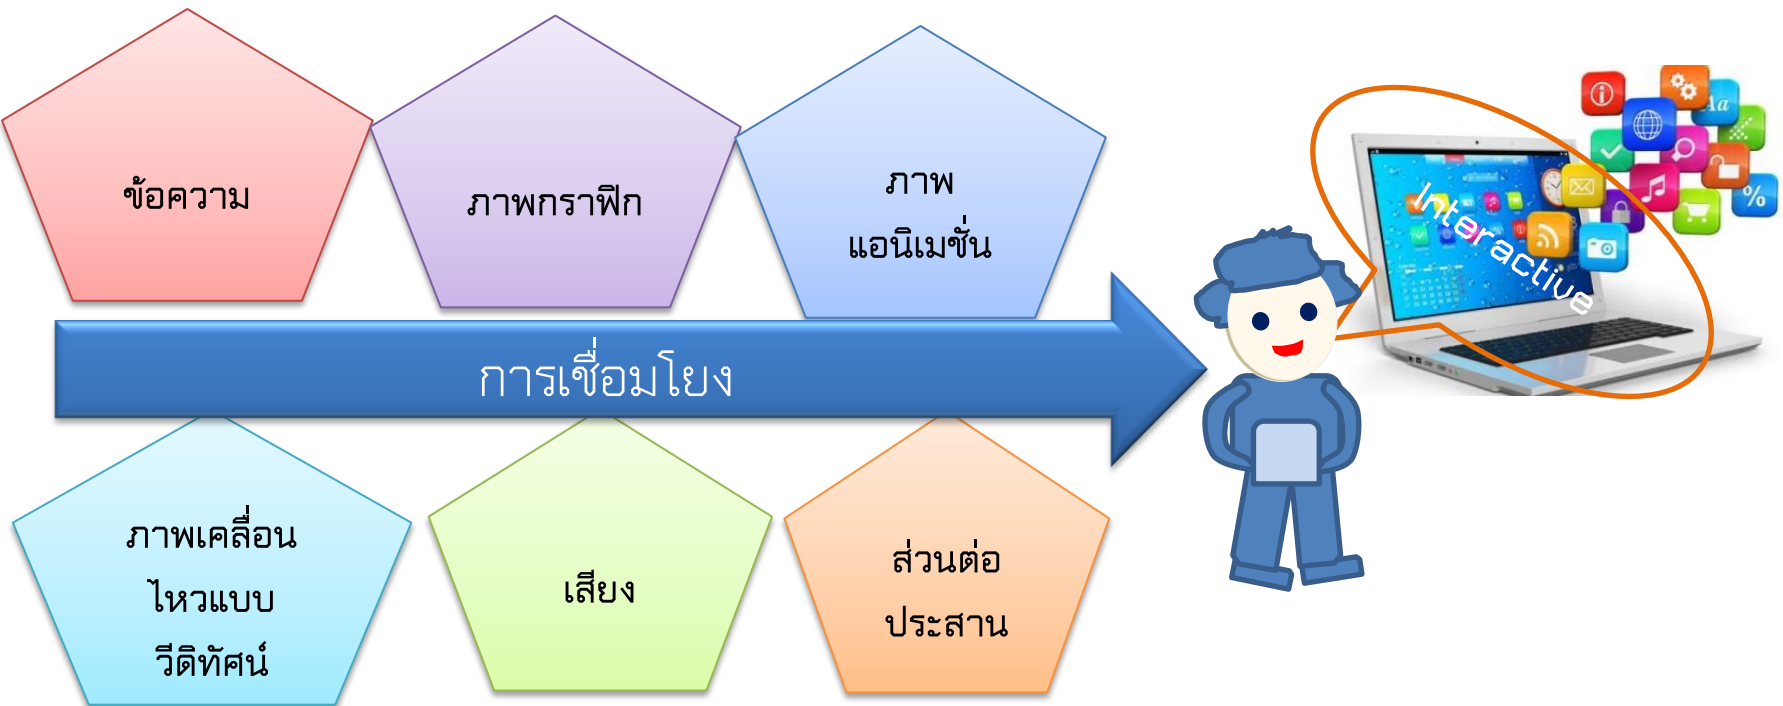 ข้อความ
ภาพกราฟิก
ภาพ
แอนิเมชั่น
การเชื่อมโยง
ภาพเคลื่อน
ไหวแบบ
วีดิทัศน์
เสียง
ส่วนต่อ
ประสาน
Interactive
Aa
%